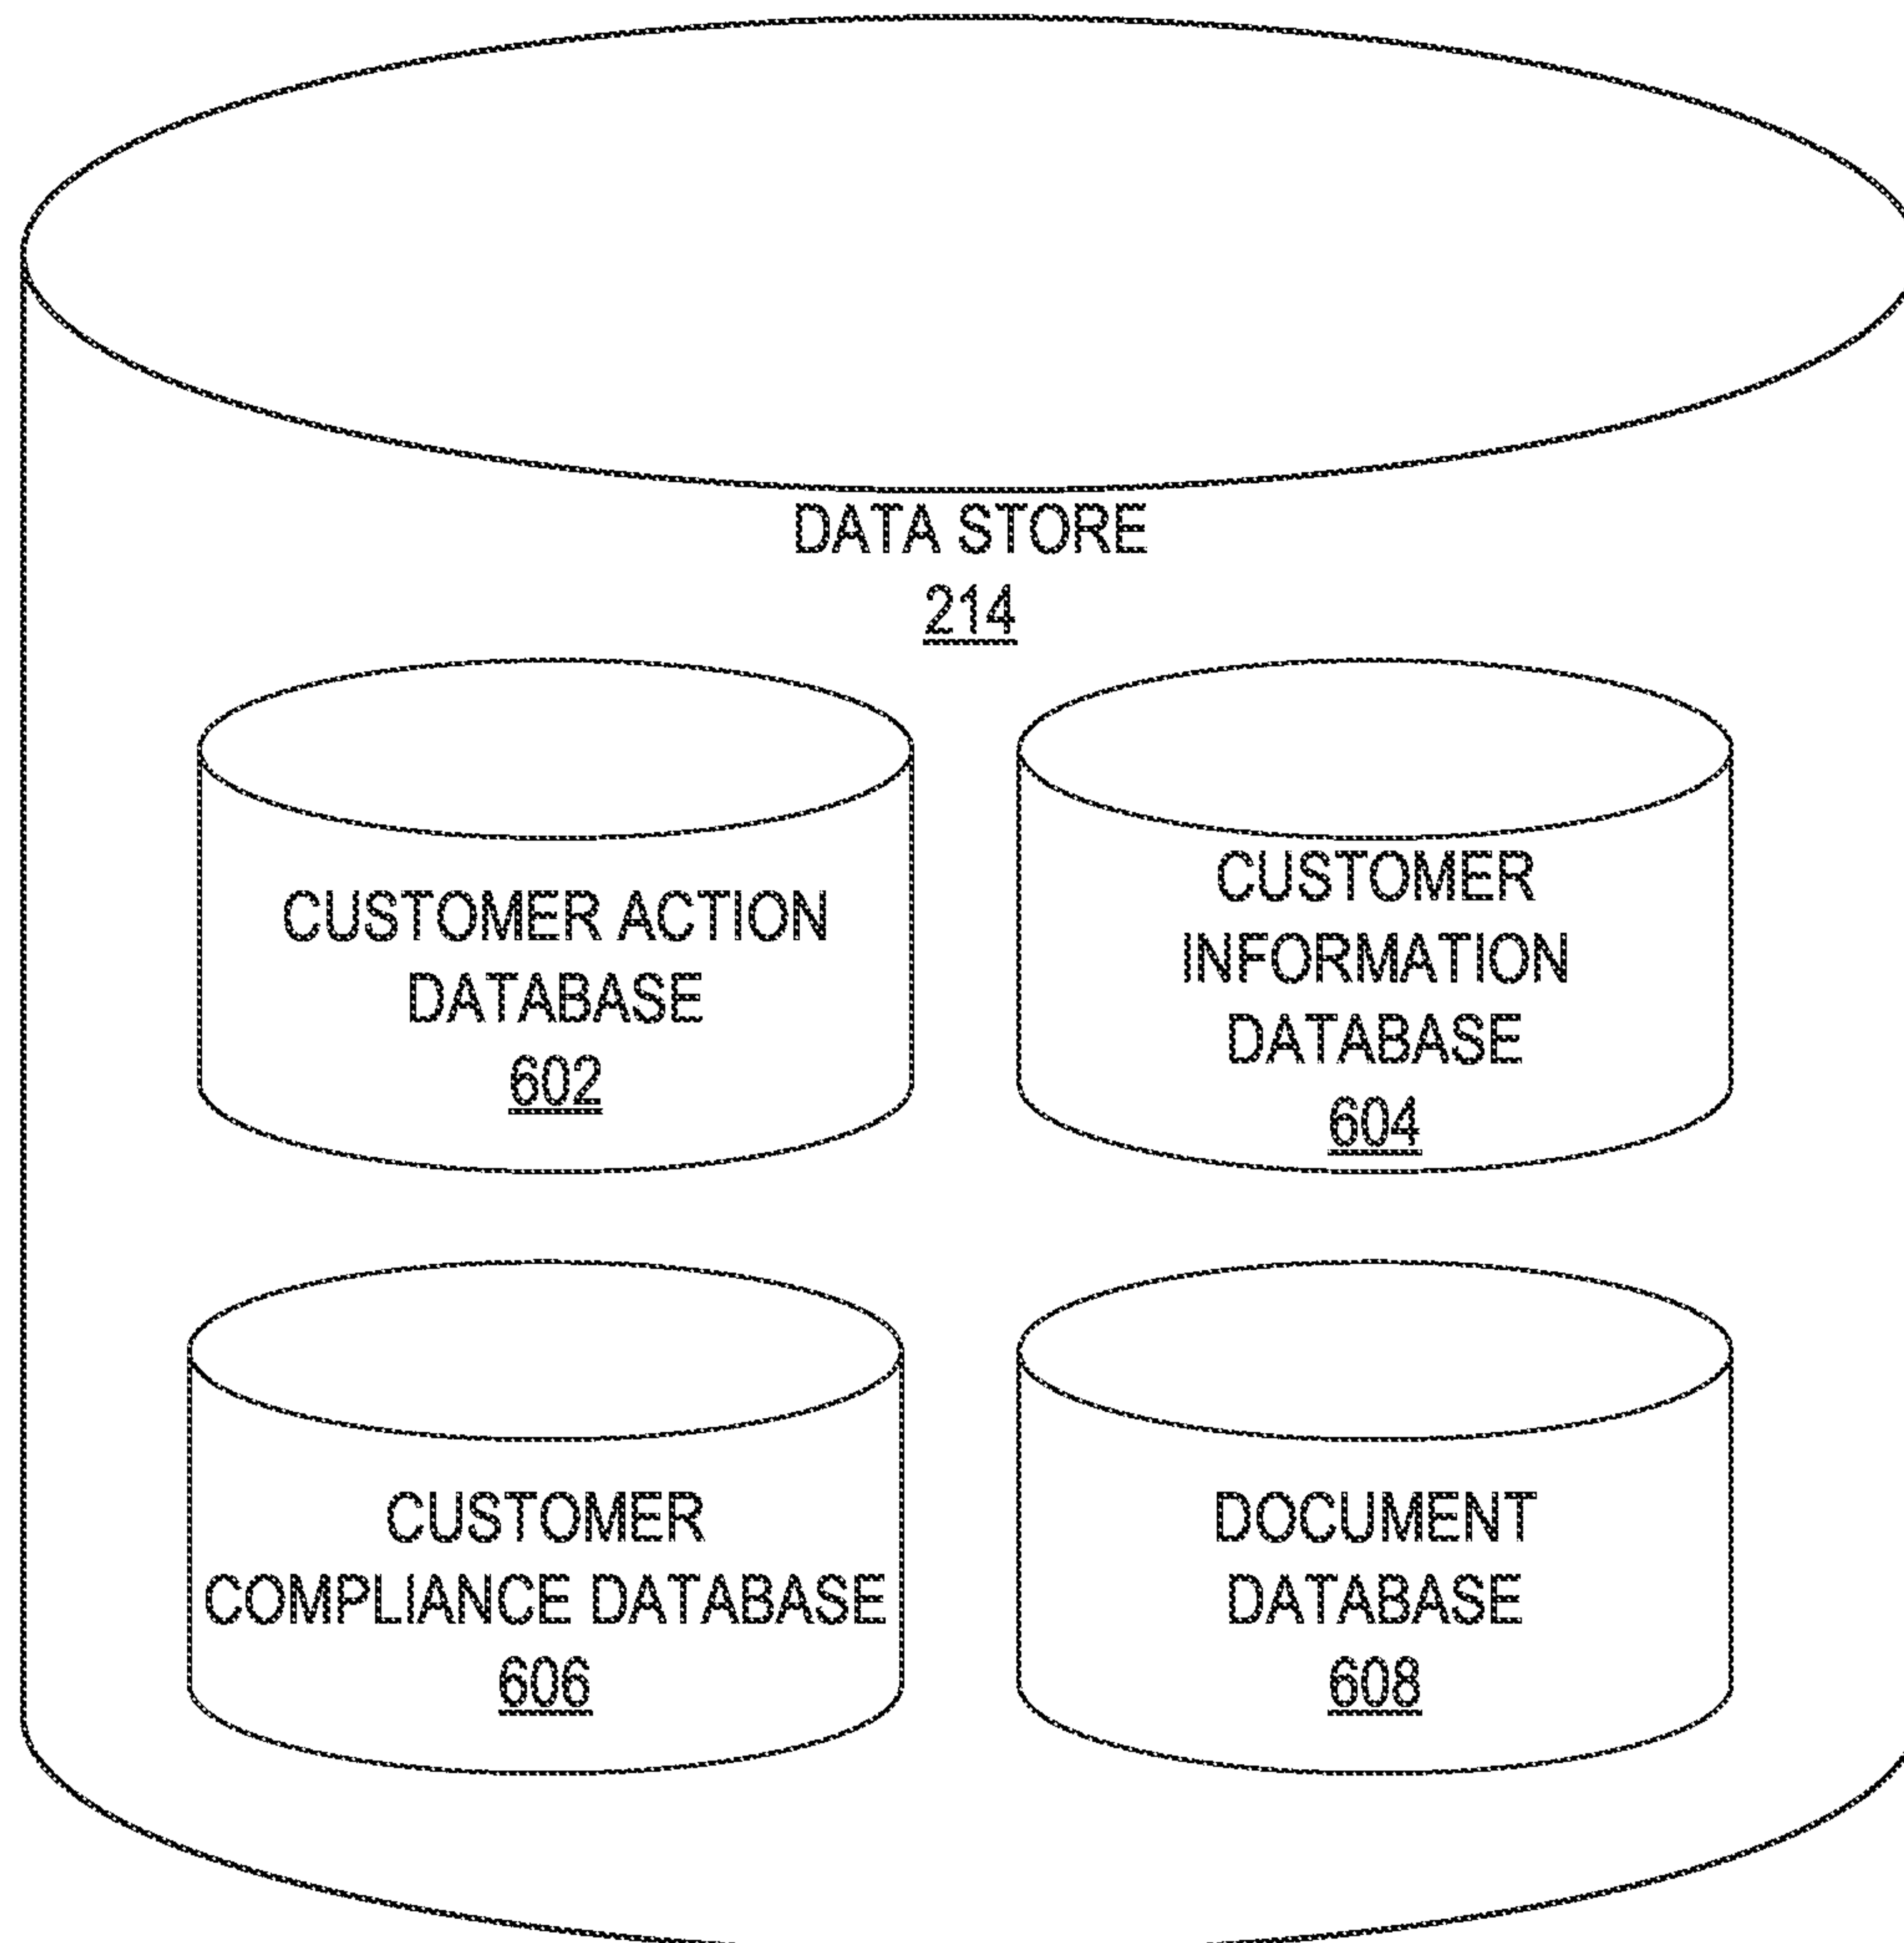 DATA STORE
214
CUSTOMER ACTION
DATABASE
602
CUSTOMER
INFORMATION
DATABASE
604
CUSTOMER
COMPLIANCE DATABASE
606
DOCUMENT
DATABASE
608